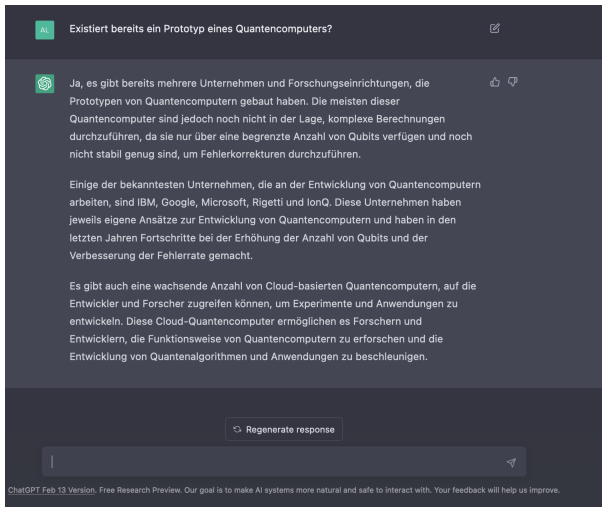 AL
Existiert bereits ein Prototyp eines Quantencomputers?
Ja, es gibt bereits mehrere Unternehmen und Forschungseinrichtungen, die
Prototypen von Quantencomputern gebaut haben. Die meisten dieser
Quantencomputer sind jedoch noch nicht in der Lage, komplexe Berechnungen
durchzuführen, da sie nur über eine begrenzte Anzahl von Qubits verfügen und noch
nicht stabil genug sind, um Fehlerkorrekturen durchzuführen.
Einige der bekanntesten Unternehmen, die an der Entwicklung von Quantencomputern
arbeiten, sind IBM, Google, Microsoft, Rigetti und IonQ. Diese Unternehmen haben
jeweils eigene Ansätze zur Entwicklung von Quantencomputern und haben in den
letzten Jahren Fortschritte bei der Erhöhung der Anzahl von Qubits und der
Verbesserung der Fehlerrate gemacht.
Es gibt auch eine wachsende Anzahl von Cloud-basierten Quantencomputern, auf die
Entwickler und Forscher zugreifen können, um Experimente und Anwendungen zu
entwickeln. Diese Cloud-Quantencomputer ermöglichen es Forschern und
Entwicklern, die Funktionsweise von Quantencomputern zu erforschen und die
Entwicklung von Quantenalgorithmen und Anwendungen zu beschleunigen.
Regenerate response
ChatGPT Feb 13 Version. Free Research Preview. Our goal is to make AI systems more natural and safe to interact with. Your feedback will help us improve.